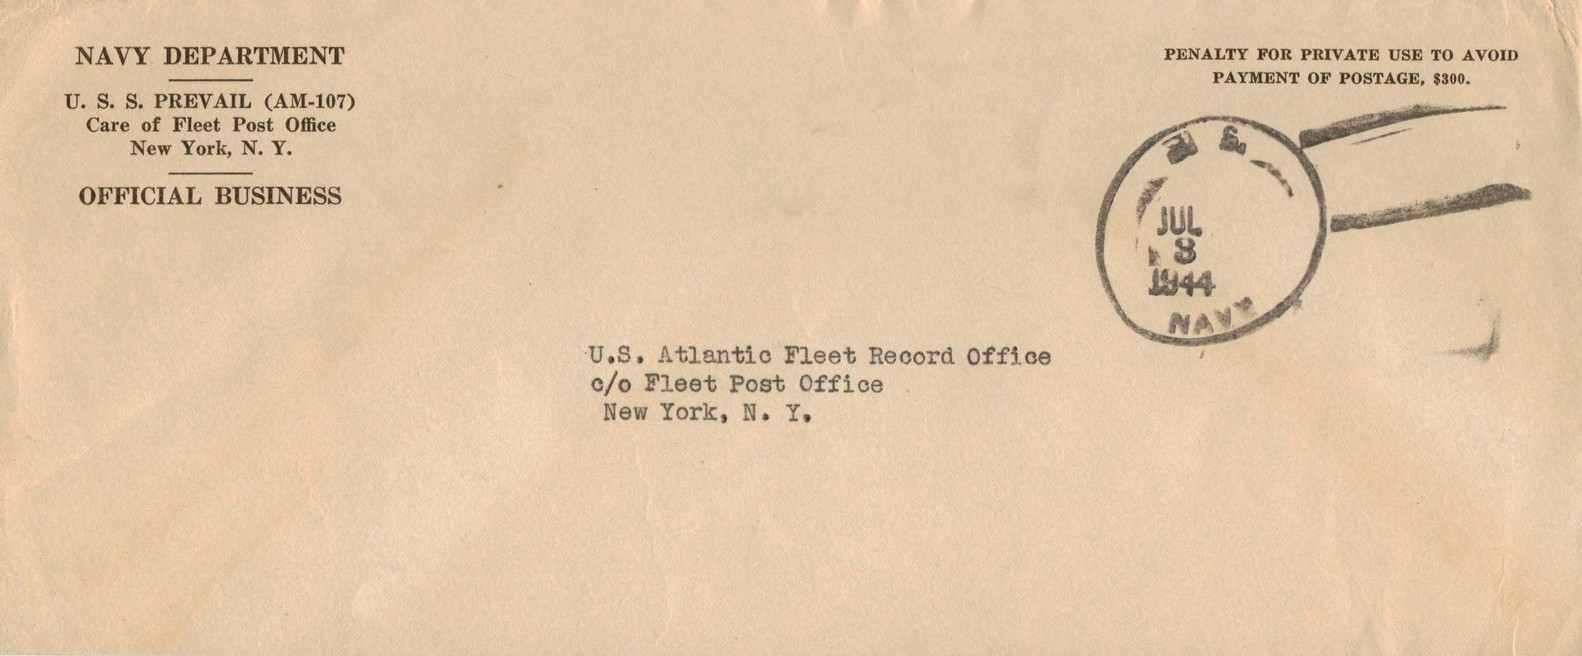 NAVY DEPARTMENT
U. S. S. PREVAIL (AM-107)
Care of Fleet Post Office
New York, N. Y.
OFFICIAL BUSINESS
PENALTY FOR PRIVATE USE TO AVOID
PAYMENT OF POSTAGE, $300.
JUL
8
1944
NAVY
U.S. Atlantic Fleet Record Office
c/o Fleet Post Office
New York, N. Y.